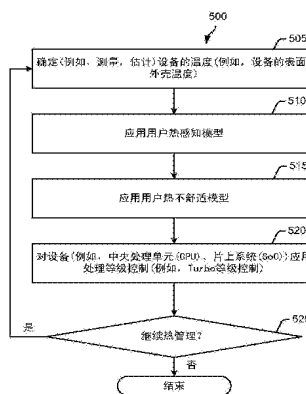 500
505
确定(例如，测量，估计)设备的温度(例如，设备的表面
外壳温度)
510
应用用户热感知模型
515
应用用户热不舒适模型
520
对设备(例如，中央处理单元(CPU)、片上系统(SoC))应用
处理等级控制(例如，Turbo等级控制)
525
是
继续热管理?
否
结束